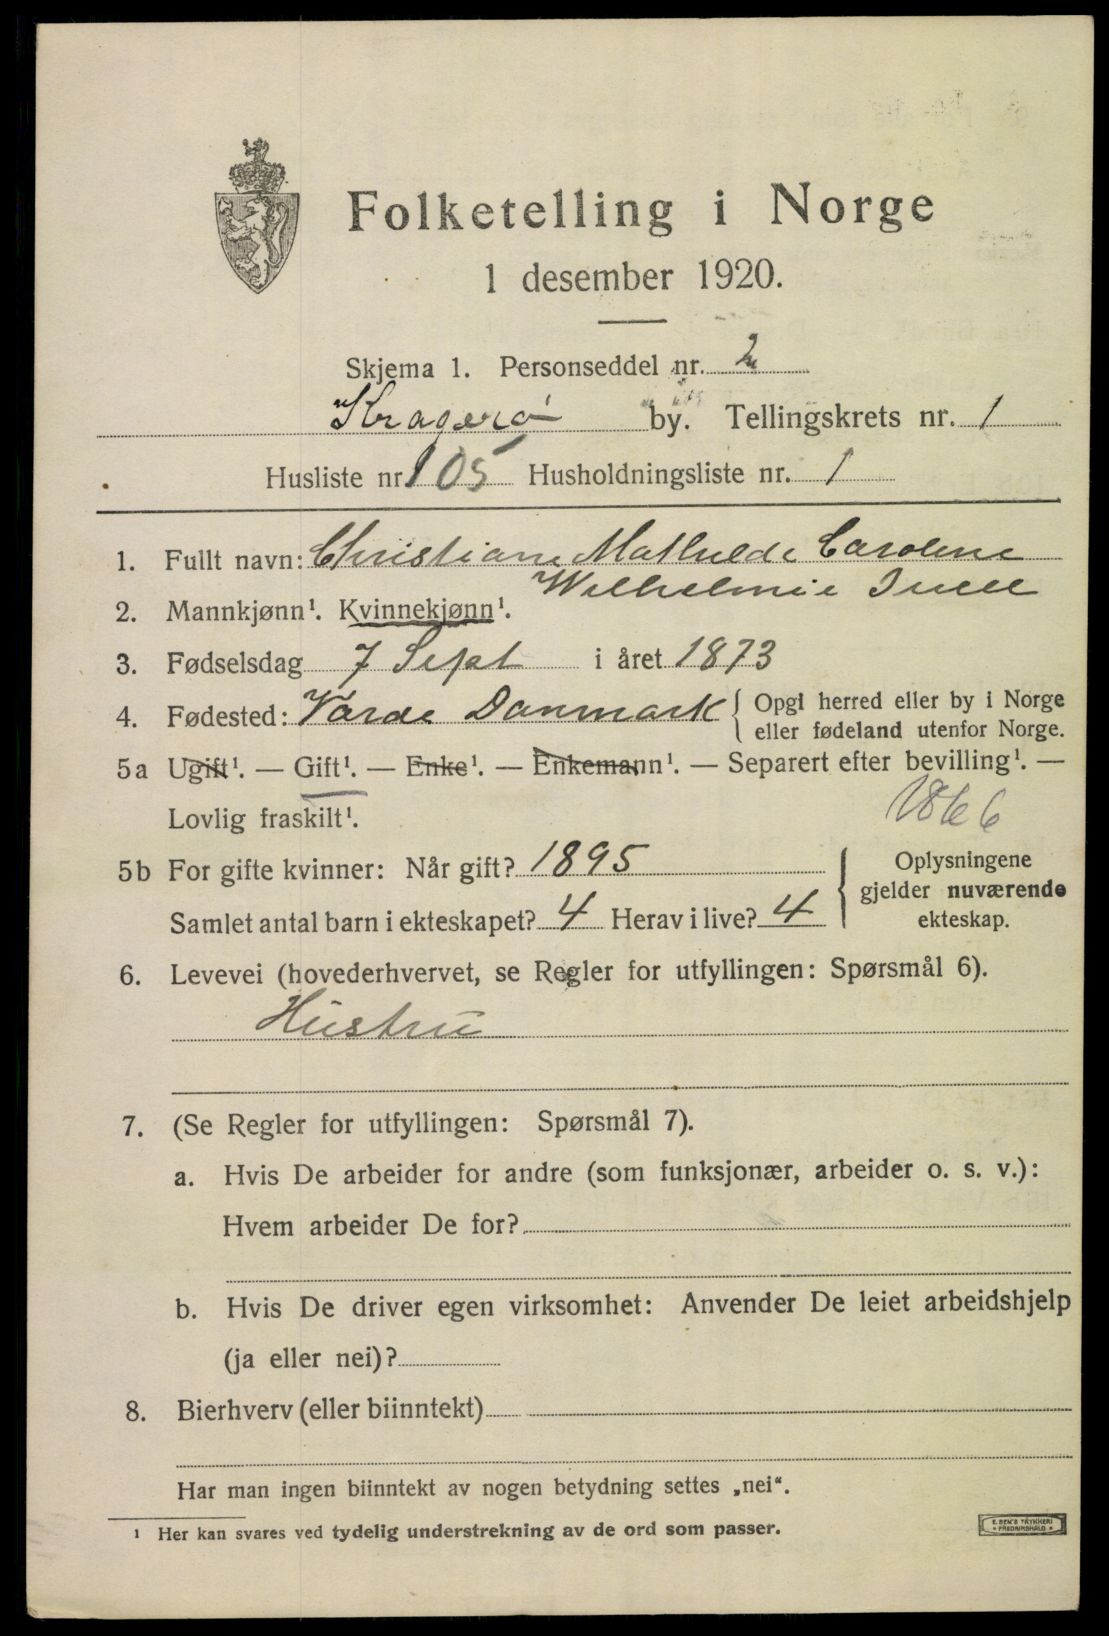 Folketelling i Norge
1 desember 1920.
Skjema 1. Personseddel nr. 2
Kragerø by. Tellingskrets nr. 1
Husliste nr. 105 Husholdningsliste nr. 1
1. Fullt navn: Christiane Mathilde Caroline
Wilhelmine Juell
2. Mannkjønn¹. Kvinnekjønn¹.
3. Fødselsdag 7 Sept i året 1873
4. Fødested: Varde Danmark { Opgi herred eller by i Norge
eller fødeland utenfor Norge.
5a Ugift¹. — Gift¹. — Enke¹. — Enkemann¹. — Separert efter bevilling¹. —
Lovlig fraskilt¹.
1866
5b For gifte kvinner: Når gift? 1895
Samlet antal barn i ekteskapet? 4 Herav i live? 4
{ Oplysningene
gjelder nuværende
ekteskap.
6. Levevei (hovederhvervet, se Regler for utfyllingen: Spørsmål 6).
Hustru
7. (Se Regler for utfyllingen: Spørsmål 7).
a. Hvis De arbeider for andre (som funksjonær, arbeider o. s. v.):
Hvem arbeider De for?
b. Hvis De driver egen virksomhet: Anvender De leiet arbeidshjelp
(ja eller nei)?
8. Bierhverv (eller biinntekt)
Har man ingen biinntekt av nogen betydning settes „nei“.
¹ Her kan svares ved tydelig understrekning av de ord som passer.
E. SEM'S TRYKKERI
* FREDRIKSHALD *